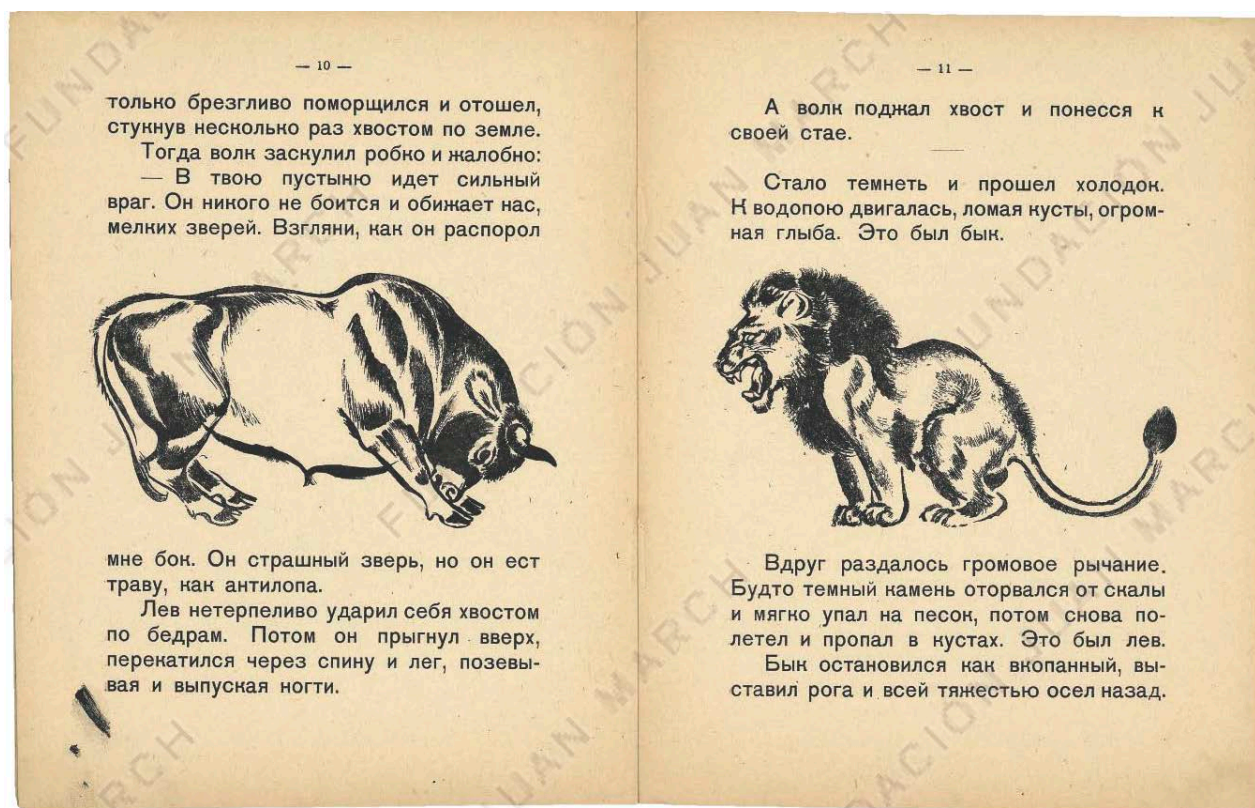 — 10 —
только брезгливо поморщился и отошел,
стукнув несколько раз хвостом по земле.
Тогда волк заскулил робко и жалобно:
— В твою пустыню идет сильный
враг. Он никого не боится и обижает нас,
мелких зверей. Взгляни, как он распорол
мне бок. Он страшный зверь, но он ест
траву, как антилопа.
Лев нетерпеливо ударил себя хвостом
по бедрам. Потом он прыгнул вверх,
перекатился через спину и лег, позевы-
вая и выпуская ногти.
— 11 —
А волк поджал хвост и понесся к
своей стае.
Стало темнеть и прошел холодок.
К водопою двигалась, ломая кусты, огром-
ная глыба. Это был бык.
Вдруг раздалось громовое рычание.
Будто темный камень оторвался от скалы
и мягко упал на песок, потом снова по-
летел и пропал в кустах. Это был лев.
Бык остановился как вкопанный, вы-
ставил рога и всей тяжестью осел назад.
FUNDACIÓN JUAN MARCH